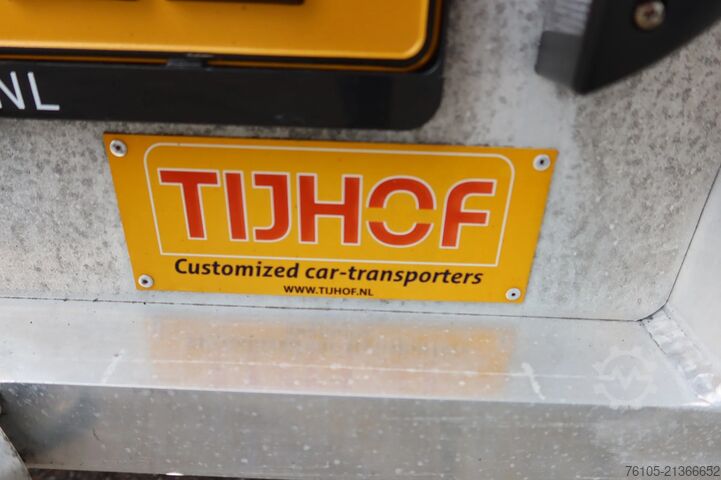 .NL
TIJHOF
Customized car-transporters
WWW.TIJHOF.NL
76105-21366652